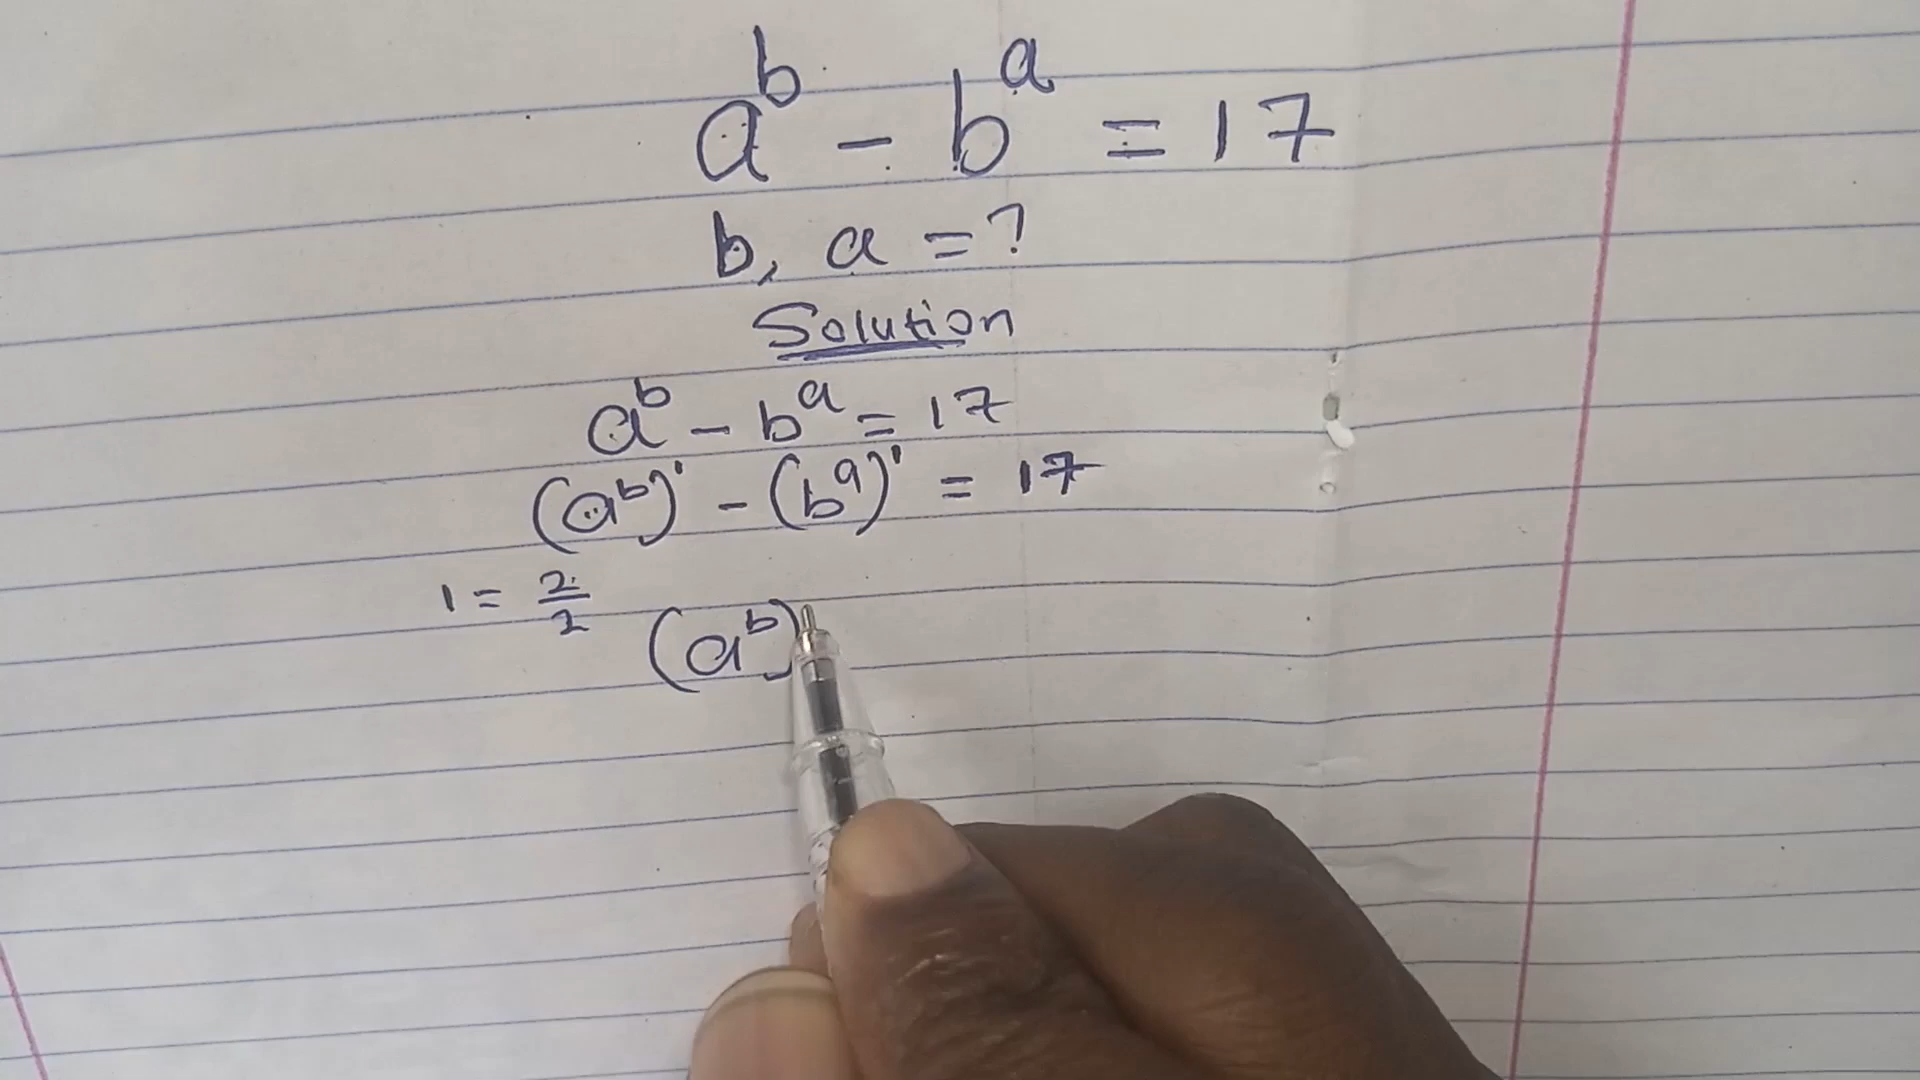 a^b - b^a = 17
b, a = ?
Solution
a^b - b^a = 17
(a^b)^1 - (b^a)^1 = 17
1 = 2/2 (a^b)